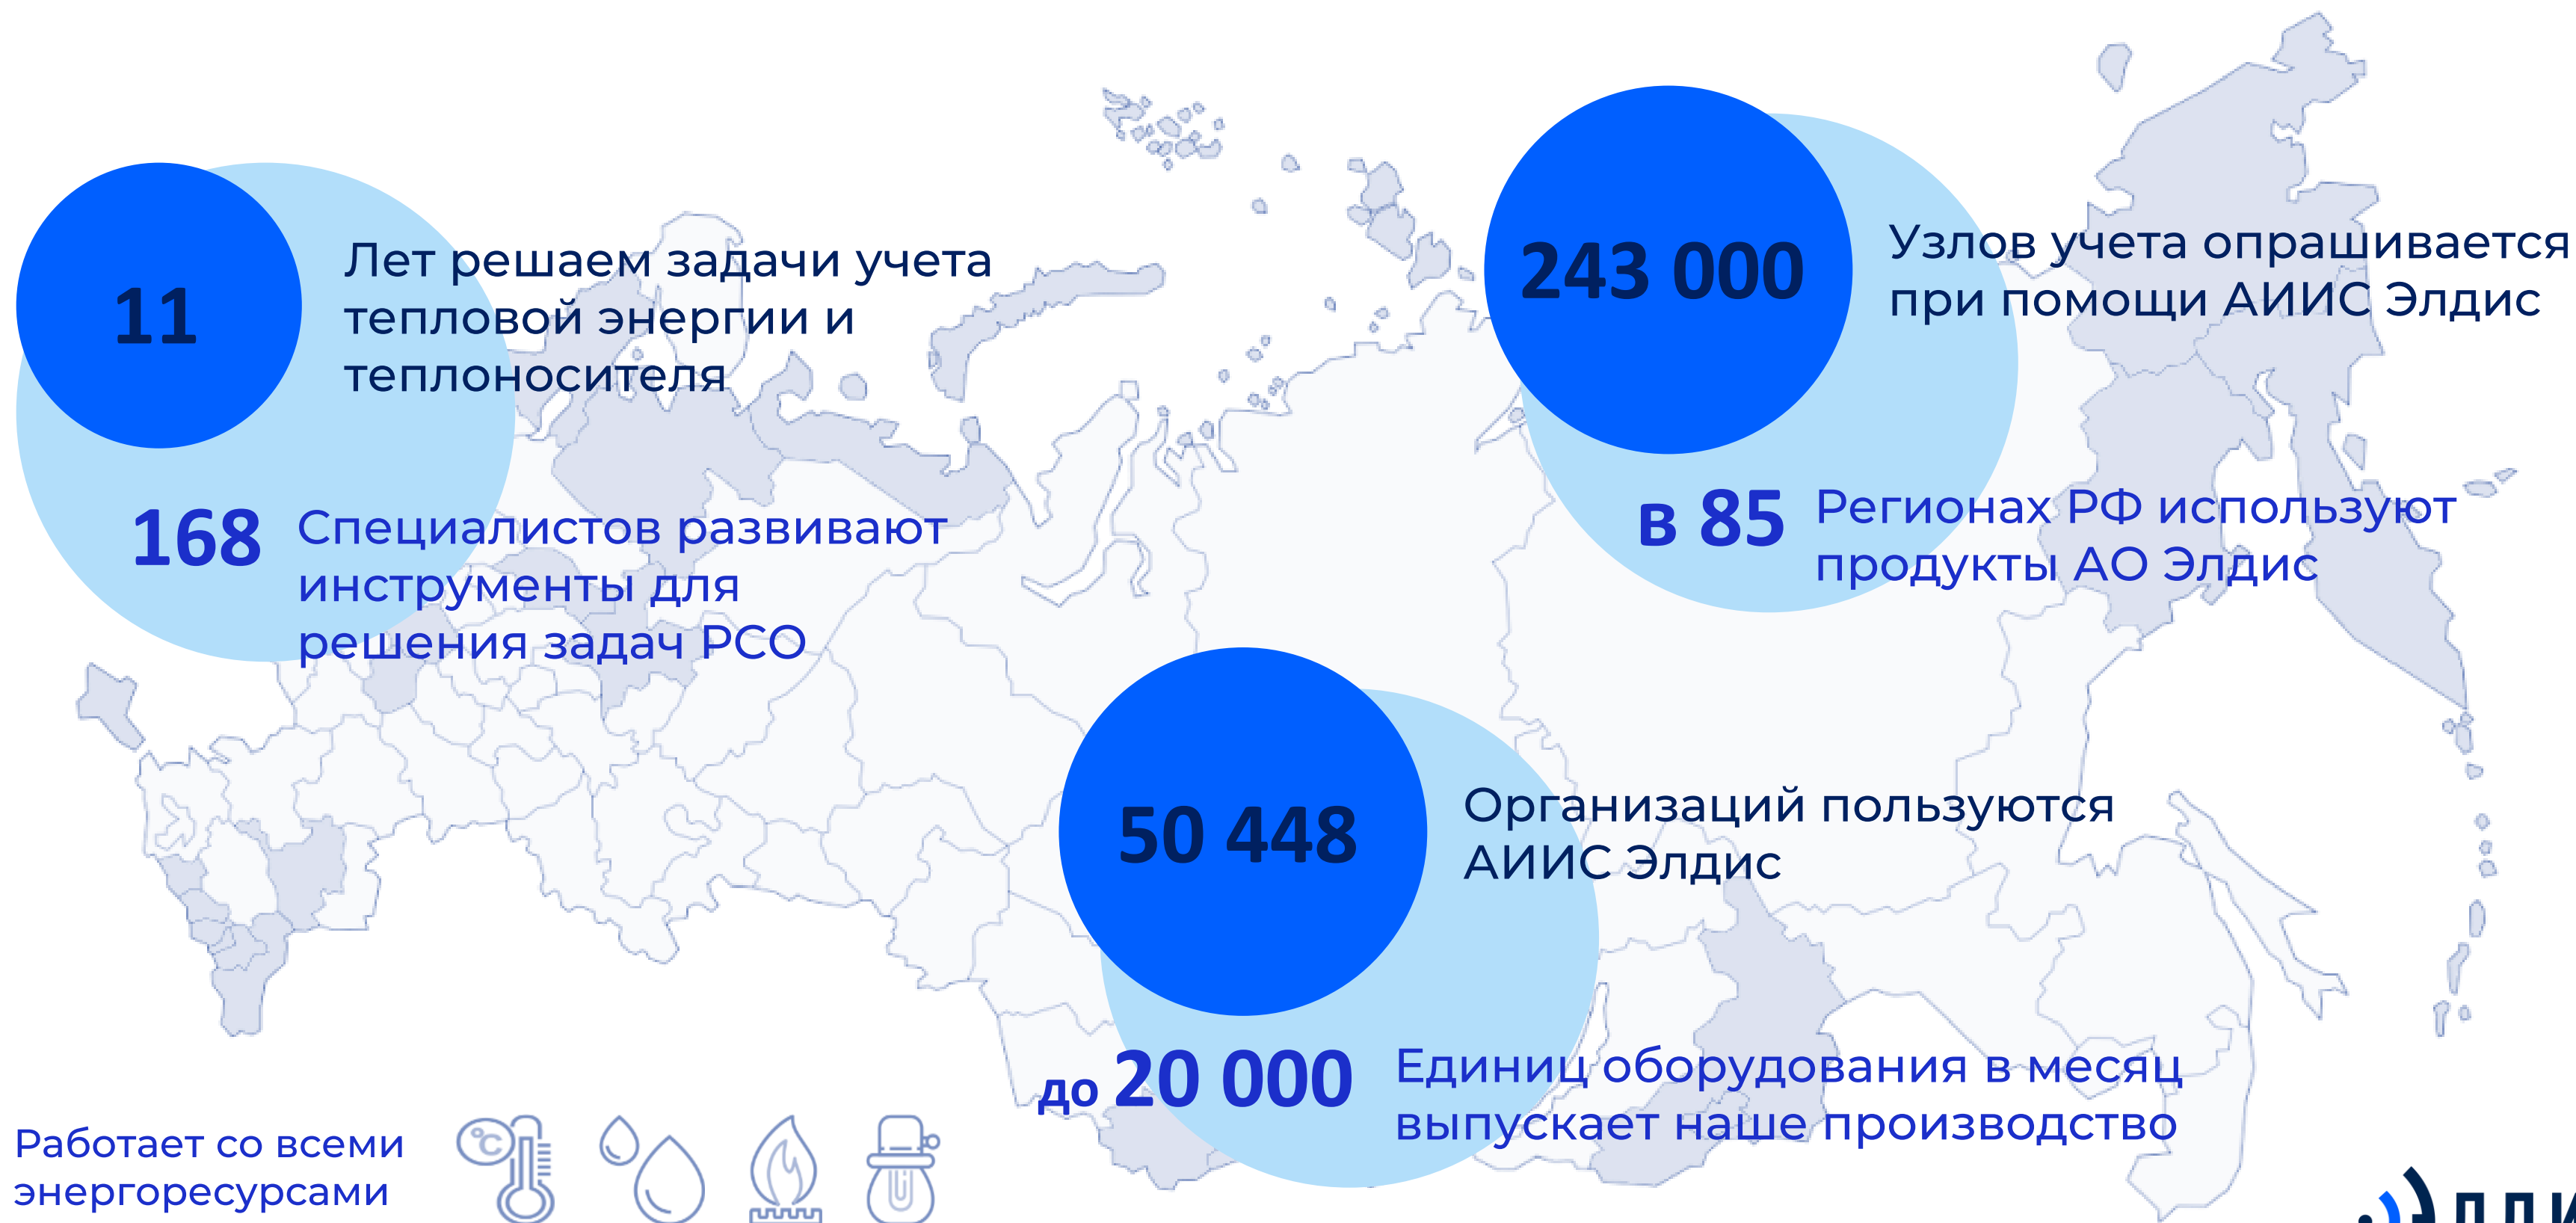 11
Лет решаем задачи учета
тепловой энергии и
теплоносителя
168
Специалистов развивают
инструменты для
решения задач РСО
243 000
Узлов учета опрашивается
при помощи АИИС Элдис
в 85
Регионах РФ используют
продукты АО Элдис
50 448
Организаций пользуются
АИИС Элдис
до 20 000
Единиц оборудования в месяц
выпускает наше производство
Работает со всеми
энергоресурсами
°C